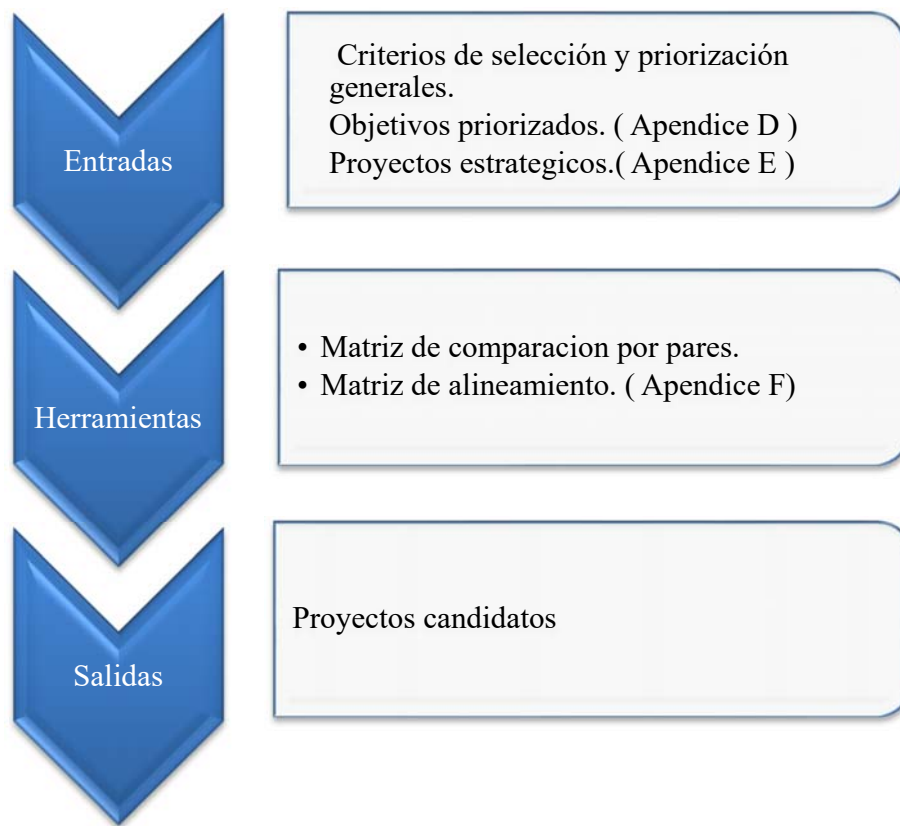 Entradas
Criterios de selección y priorización
generales.
Objetivos priorizados. ( Apendice D )
Proyectos estrategicos.( Apendice E )
Herramientas
• Matriz de comparacion por pares.
• Matriz de alineamiento. ( Apendice F)
Salidas
Proyectos candidatos